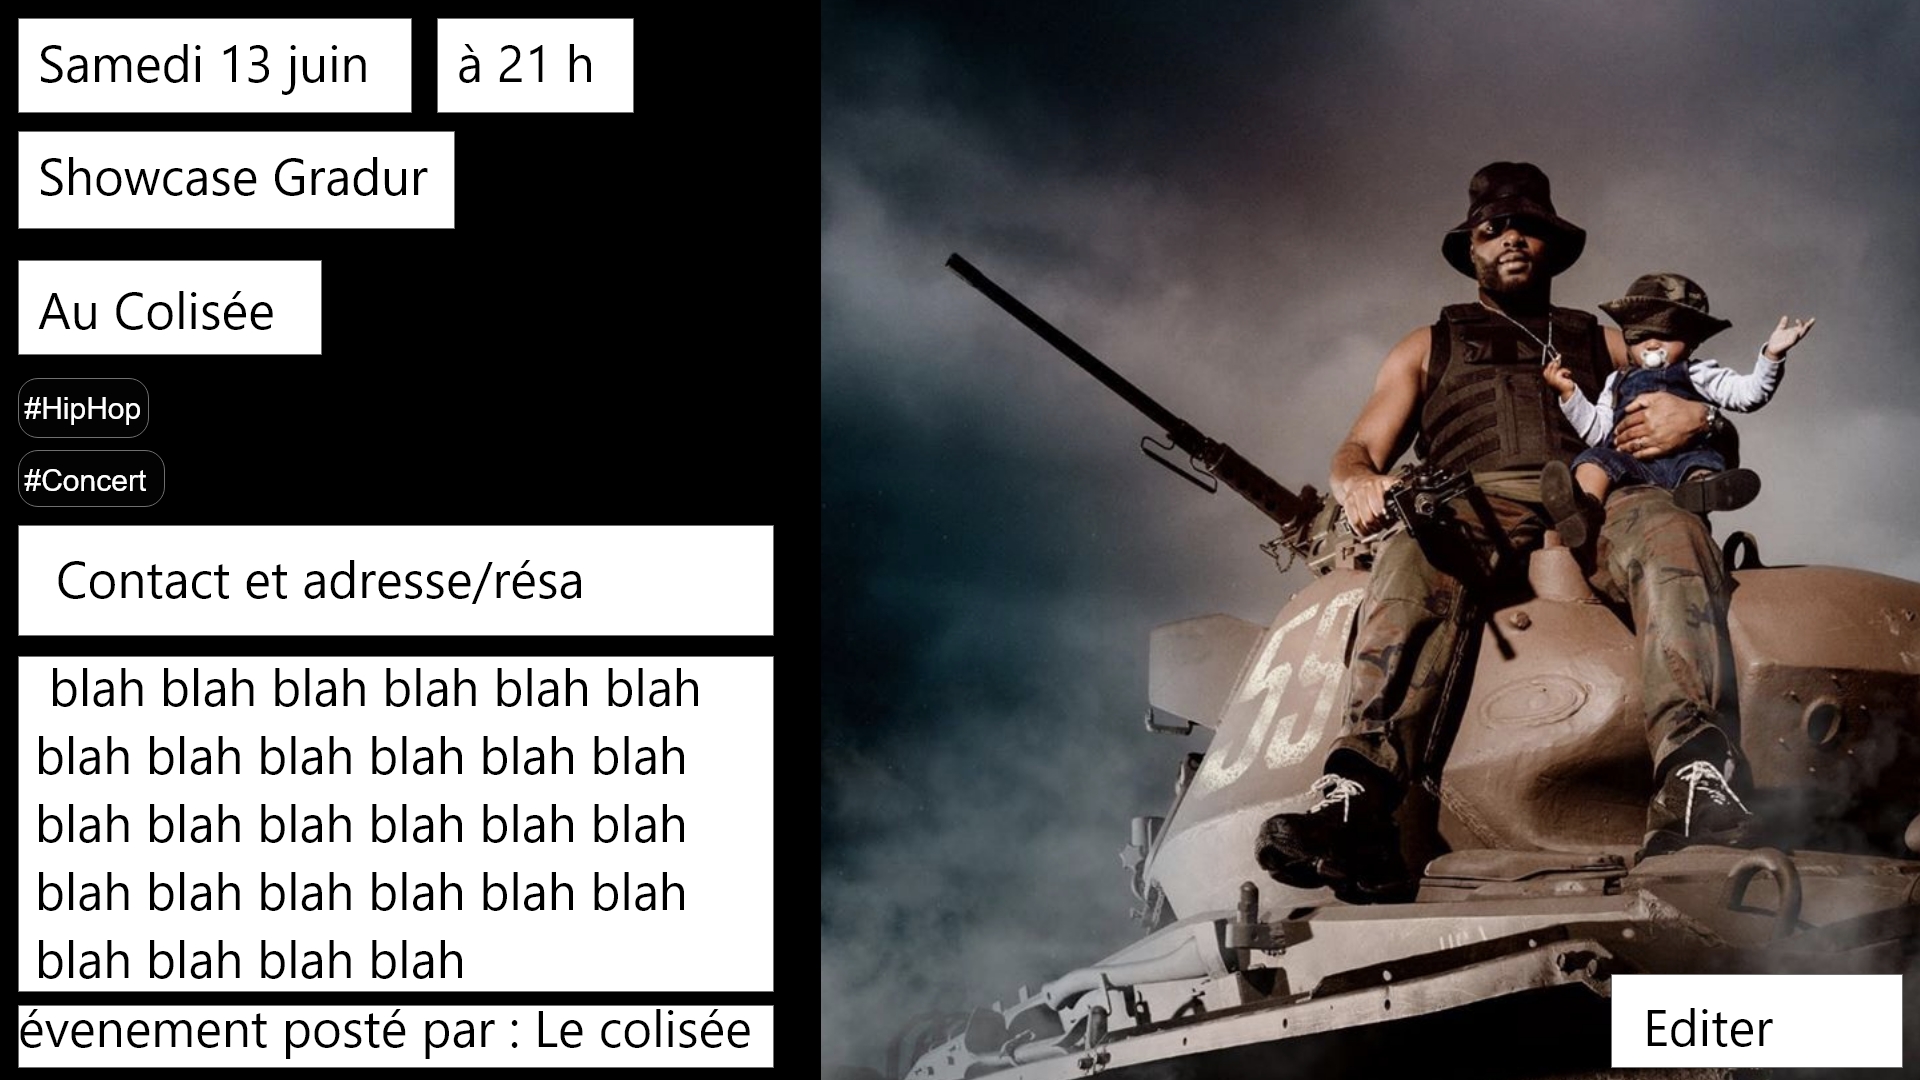 Samedi 13 juin
à 21 h
Showcase Gradur
Au Colisée
#HipHop
#Concert
Contact et adresse/résa
blah blah blah blah blah blah
blah blah blah blah blah blah
blah blah blah blah blah blah
blah blah blah blah blah blah
blah blah blah blah
évenement posté par : Le colisée
59
Editer